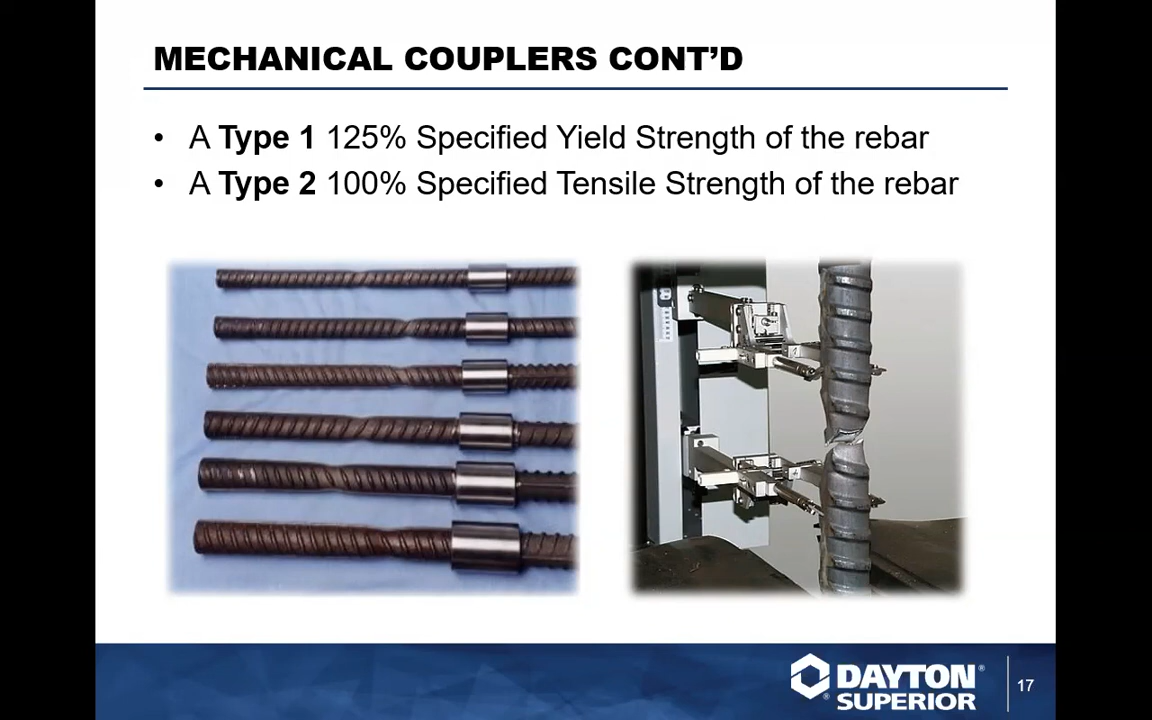 MECHANICAL COUPLERS CONT’D
• A Type 1 125% Specified Yield Strength of the rebar
• A Type 2 100% Specified Tensile Strength of the rebar
DAYTON®
®SUPERIOR
17